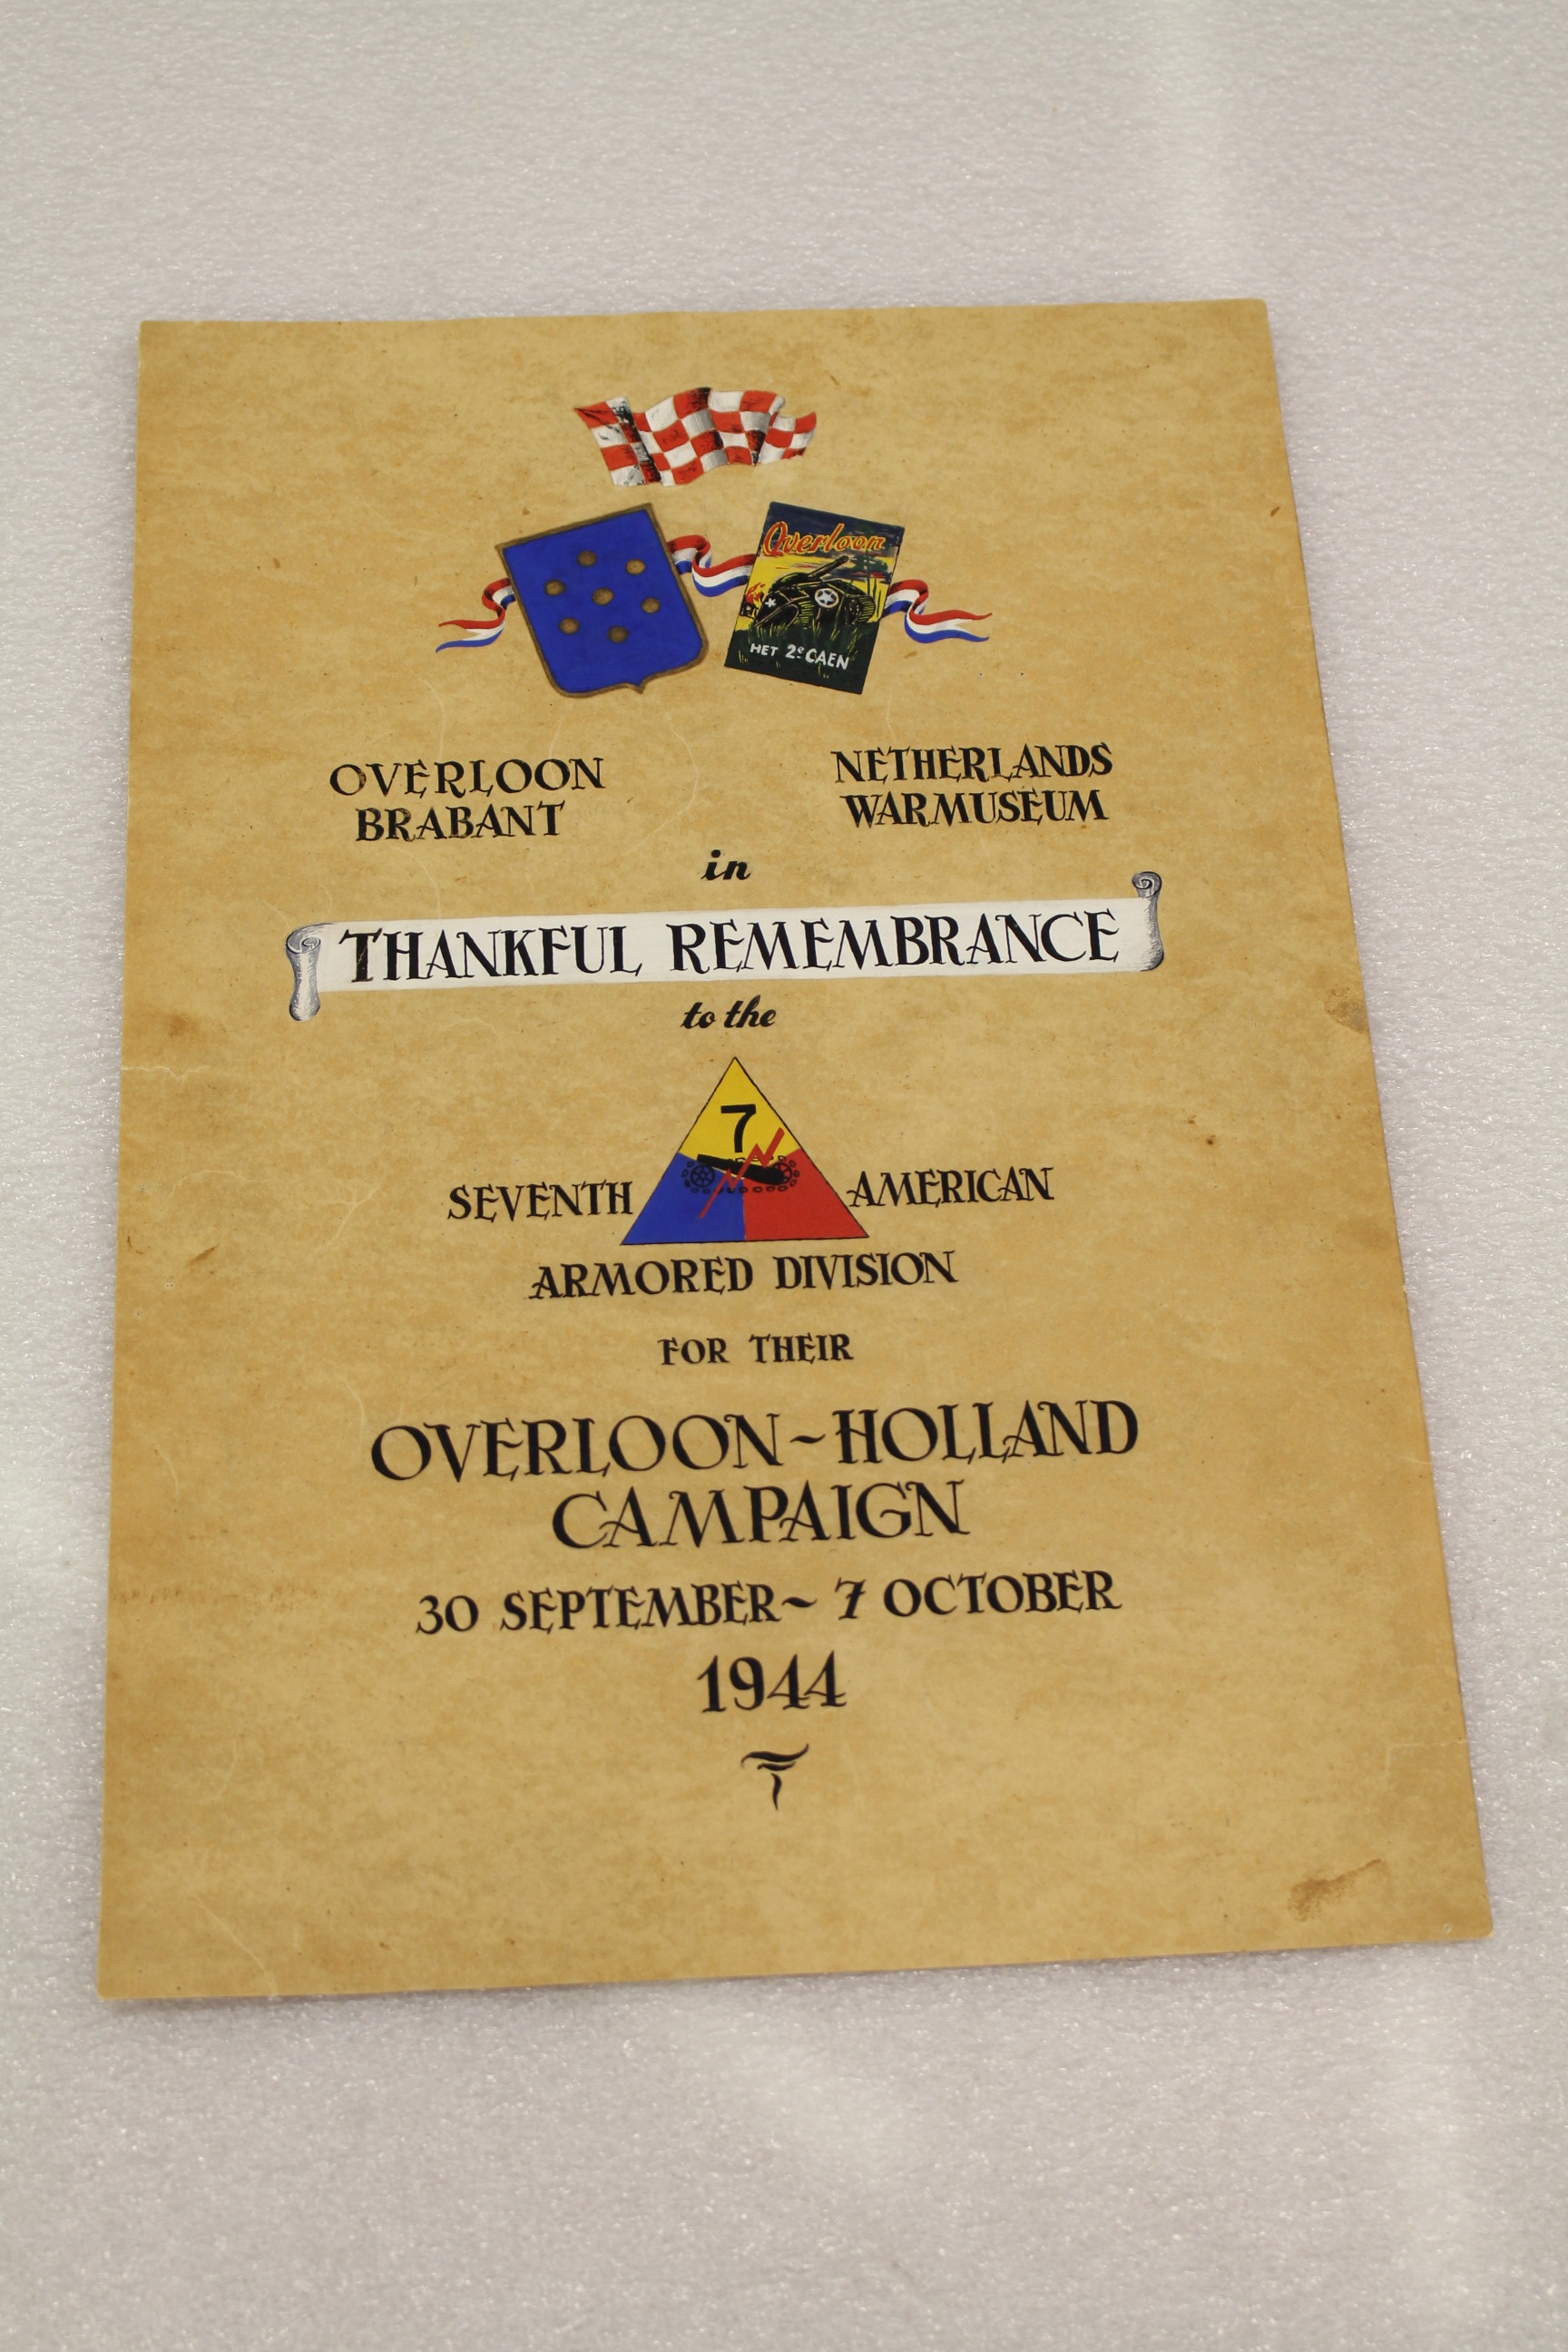 Overloon
HET 2e CAEN
OVERLOON
BRABANT
NETHERLANDS
WARMUSEUM
in
THANKFUL REMEMBRANCE
to the
7
SEVENTH AMERICAN
ARMORED DIVISION
FOR THEIR
OVERLOON~HOLLAND
CAMPAIGN
30 SEPTEMBER~ 7 OCTOBER
1944